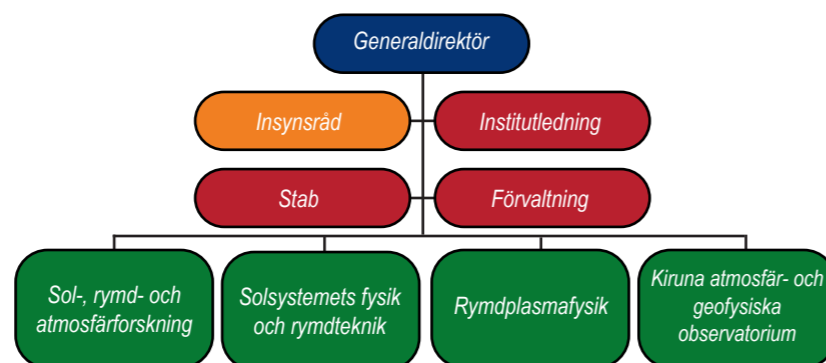 Generaldirektör
Insynsråd
Institutledning
Stab
Förvaltning
Sol-, rymd- och
atmosfärforskning
Solsystemets fysik
och rymdteknik
Rymdplasmafysik
Kiruna atmosfär- och
geofysiska
observatorium